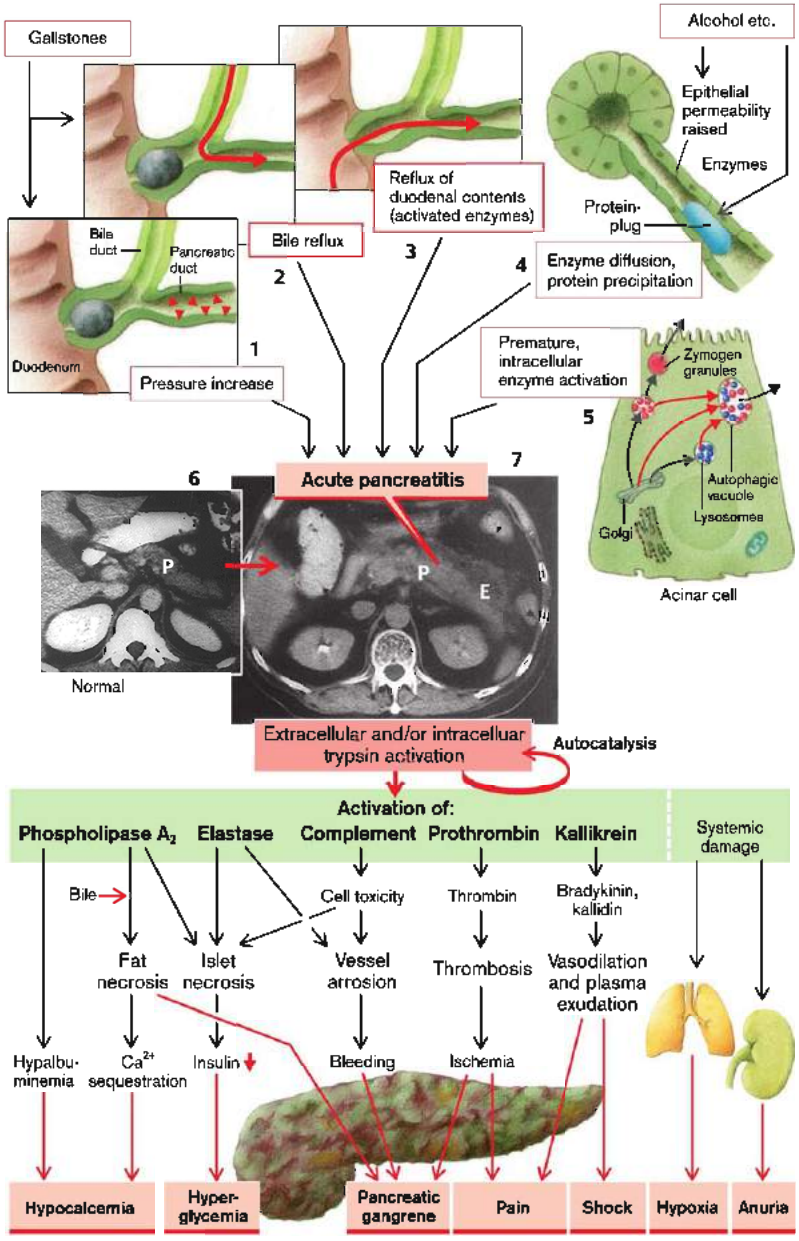 Gallstones
Alcohol etc.
Epithelial
permeability
raised
Enzymes
Protein-
plug
Reflux of
duodenal contents
(activated enzymes)
Bile reflux
2
3
4
Enzyme diffusion,
protein precipitation
Bile
duct
Pancreatic
duct
Duodenum
1
Pressure increase
Premature,
intracellular
enzyme activation
5
Zymogen
granules
Autophagic
vacuole
Lysosomes
Golgi
Acinar cell
Acute pancreatitis
6
7
P
P
E
Normal
Extracellular and/or intracelluar
trypsin activation
Autocatalysis
Activation of:
Phospholipase A₂
Elastase
Complement
Prothrombin
Kallikrein
Systemic
damage
Bile
Cell toxicity
Thrombin
Bradykinin,
kallidin
Fat
necrosis
Islet
necrosis
Vessel
arrosion
Thrombosis
Vasodilation
and plasma
exudation
Hypalbu-
minemia
Ca²⁺
sequestration
Insulin
Bleeding
Ischemia
Hypocalcemia
Hyper-
glycemia
Pancreatic
gangrene
Pain
Shock
Hypoxia
Anuria